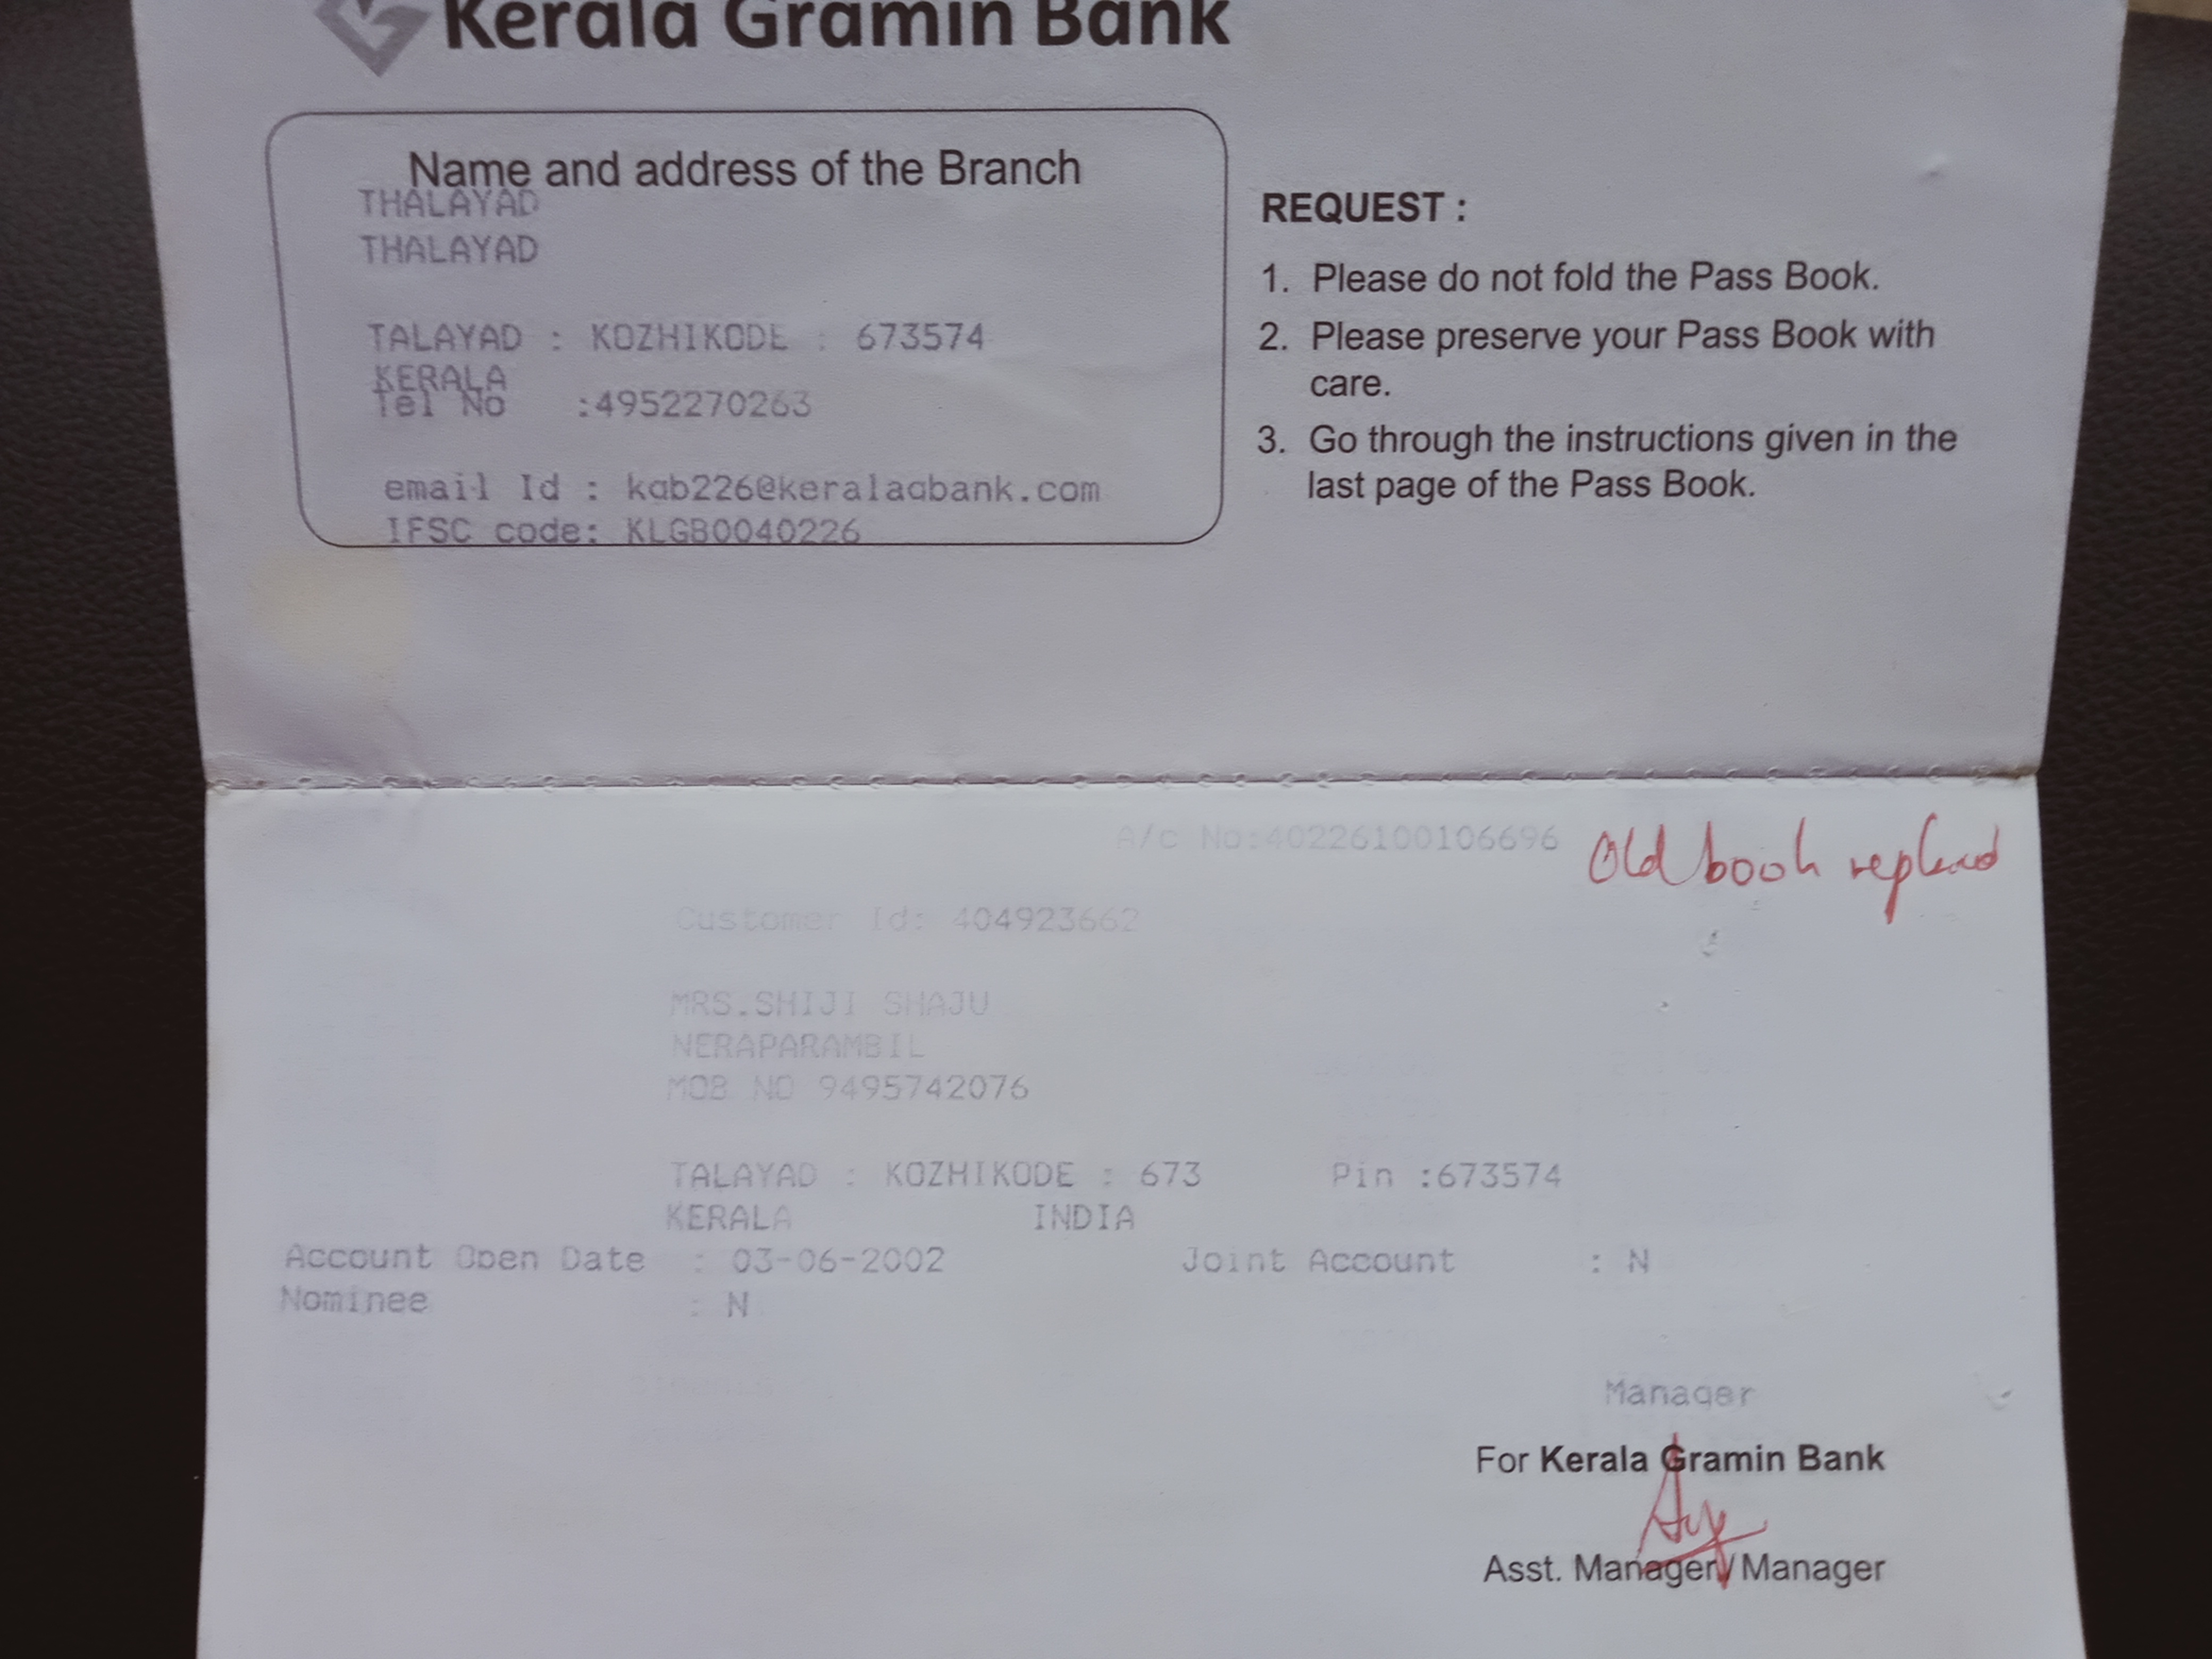 Kerala Gramin Bank
Name and address of the Branch
THALAYAD
THALAYAD
TALAYAD : KOZHIKODE : 673574
KERALA
Tel No :4952270263
email Id : kgb226@keralagbank.com
IFSC code: KLGB0040226
REQUEST :
1. Please do not fold the Pass Book.
2. Please preserve your Pass Book with
care.
3. Go through the instructions given in the
last page of the Pass Book.
A/c No:40226100106696
Old book replaced
Customer Id: 404923662
MRS.SHIJI SHAJU
NERAPARAMBIL
MOB NO 9495742076
TALAYAD : KOZHIKODE : 673 Pin :673574
KERALA INDIA
Account Open Date : 03-06-2002 Joint Account : N
Nominee : N
Manager
For Kerala Gramin Bank
Asst. Manager/Manager